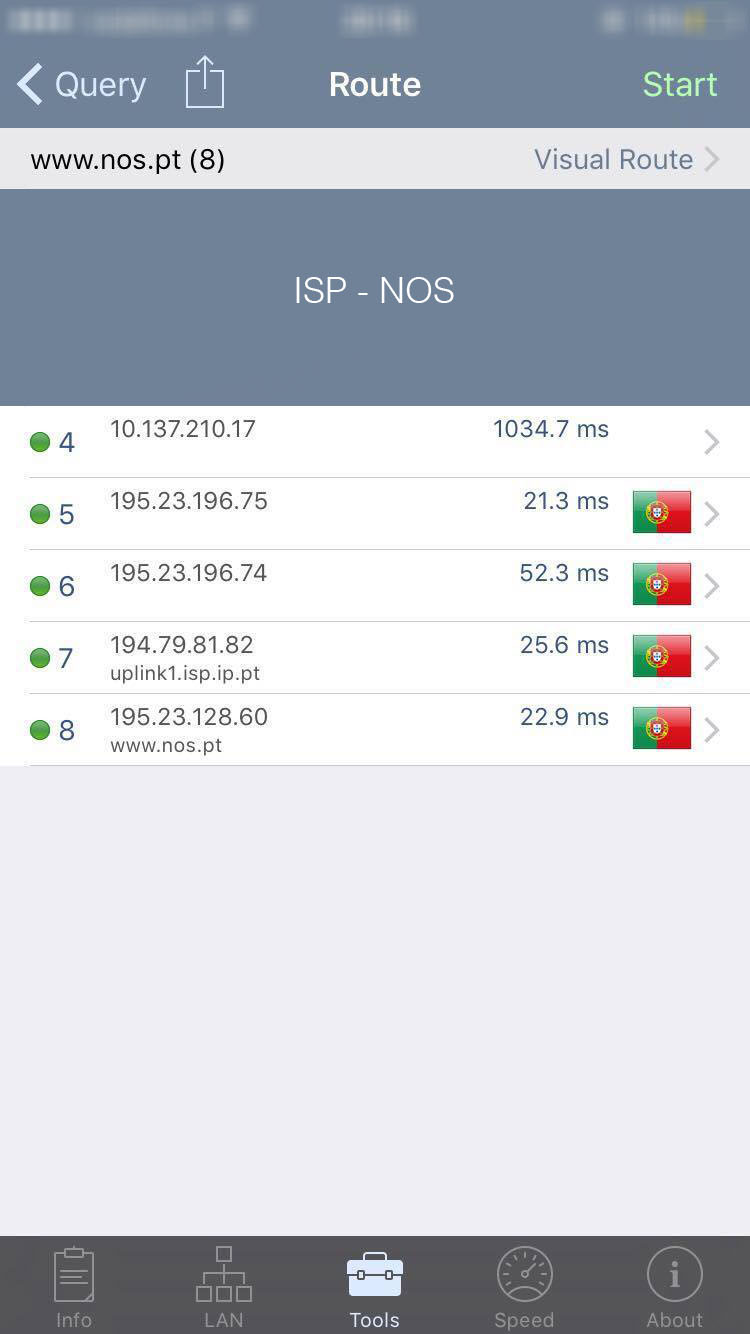 Query
Route
Start
www.nos.pt (8)
Visual Route
ISP - NOS
4 10.137.210.17 1034.7 ms
5 195.23.196.75 21.3 ms
6 195.23.196.74 52.3 ms
7 194.79.81.82 25.6 ms
uplink1.isp.ip.pt
8 195.23.128.60 22.9 ms
www.nos.pt
Info
LAN
Tools
Speed
About